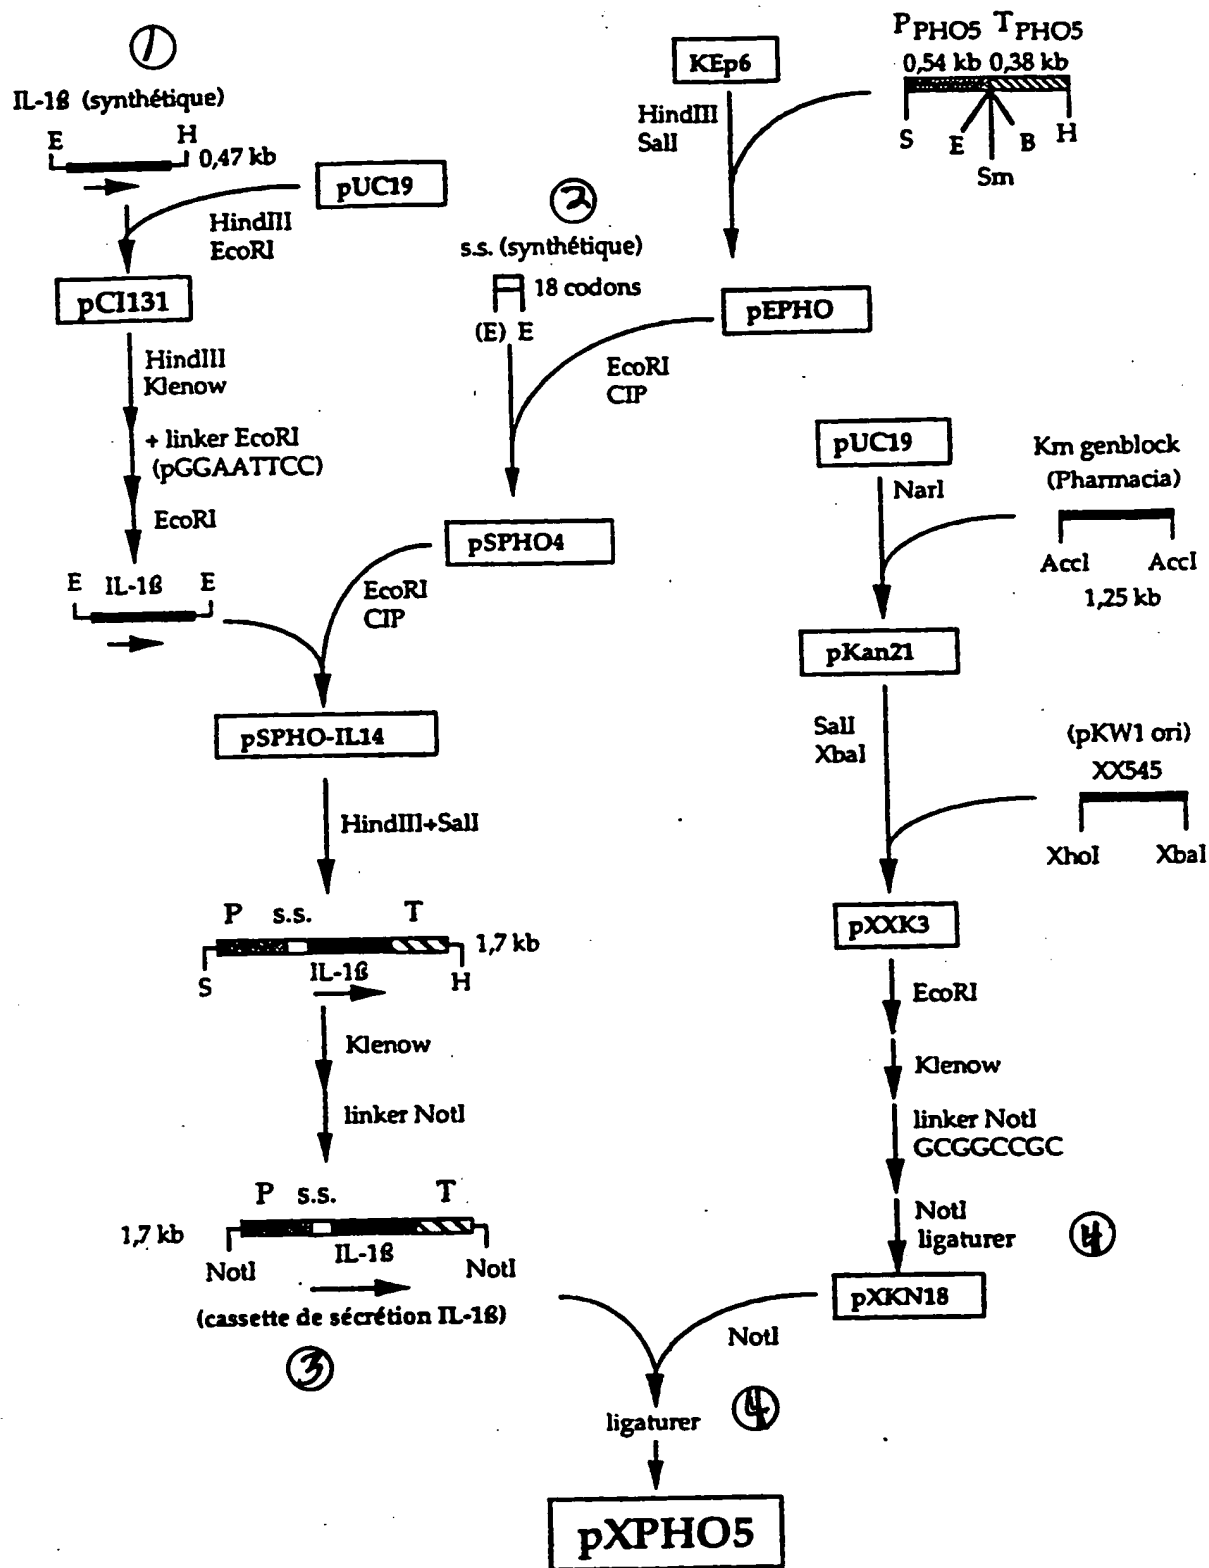 ①
IL-1ß (synthétique)
E
H
0,47 kb
pUC19
HindIII
EcoRI
pCI131
HindIII
Klenow
+ linker EcoRI
(pGGAATTCC)
EcoRI
E
IL-1ß
E
②
s.s. (synthétique)
18 codons
(E) E
KEp6
HindIII
SalI
PPHO5 TPHO5
0,54 kb 0,38 kb
S
E
Sm
B
H
pEPHO
EcoRI
CIP
pSPHO4
EcoRI
CIP
pSPHO-IL14
HindIII+SalI
P s.s. T
1,7 kb
S
IL-1ß
H
Klenow
linker NotI
P s.s. T
1,7 kb
NotI
IL-1ß
NotI
(cassette de sécrétion IL-1ß)
③
pUC19
NarI
Km genblock
(Pharmacia)
AccI AccI
1,25 kb
pKan21
SalI
XbaI
(pKW1 ori)
XX545
XhoI XbaI
pXXK3
EcoRI
Klenow
linker NotI
GCGGCCGC
NotI
ligaturer
④
pXKN18
NotI
ligaturer
④
pXPHO5